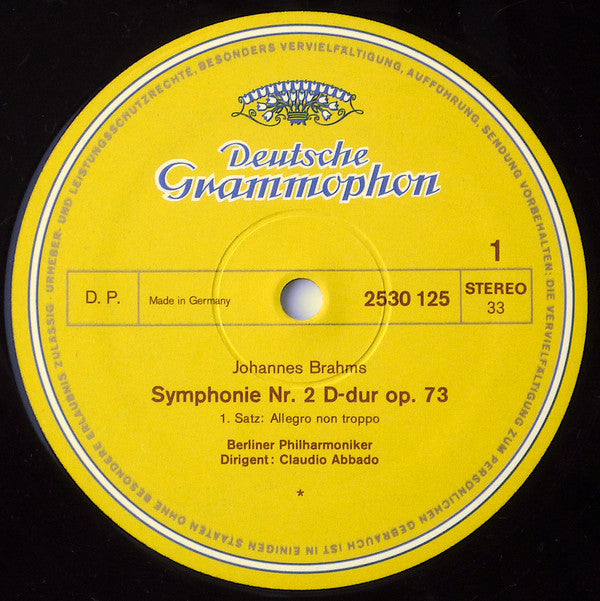 URHEBER- UND LEISTUNGSSCHUTZRECHTE, BESONDERS VERVIELFÄLTIGUNG, AUFFÜHRUNG, SENDUNG VORBEHALTEN: DIE VERVIELFÄLTIGUNG ZUM PERSÖNLICHEN GEBRAUCH IST IN EINIGEN STAATEN OHNE BESONDERE ERLAUBNIS ZULÄSSIG
Deutsche
Grammophon
1
D. P. Made in Germany 2530 125 STEREO
33
Johannes Brahms
Symphonie Nr. 2 D-dur op. 73
1. Satz: Allegro non troppo
Berliner Philharmoniker
Dirigent: Claudio Abbado
*